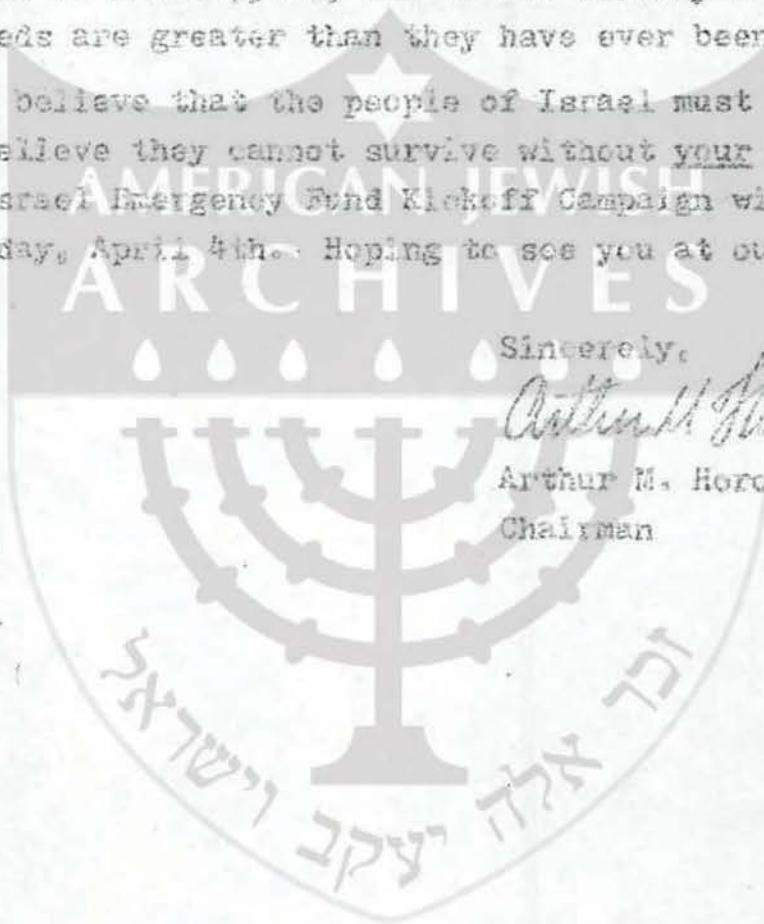 eds are greater than they have ever been
believe that the people of Israel must
elieve they cannot survive without your
srael Emergency Fund Kickoff Campaign wi
day, April 4th. Hoping to see you at ou
AMERICAN JEWISH
ARCHIVES
Sincerely,
Arthur M.
Arthur M. Horo
Chairman
זכר אלה יעקב וישראל